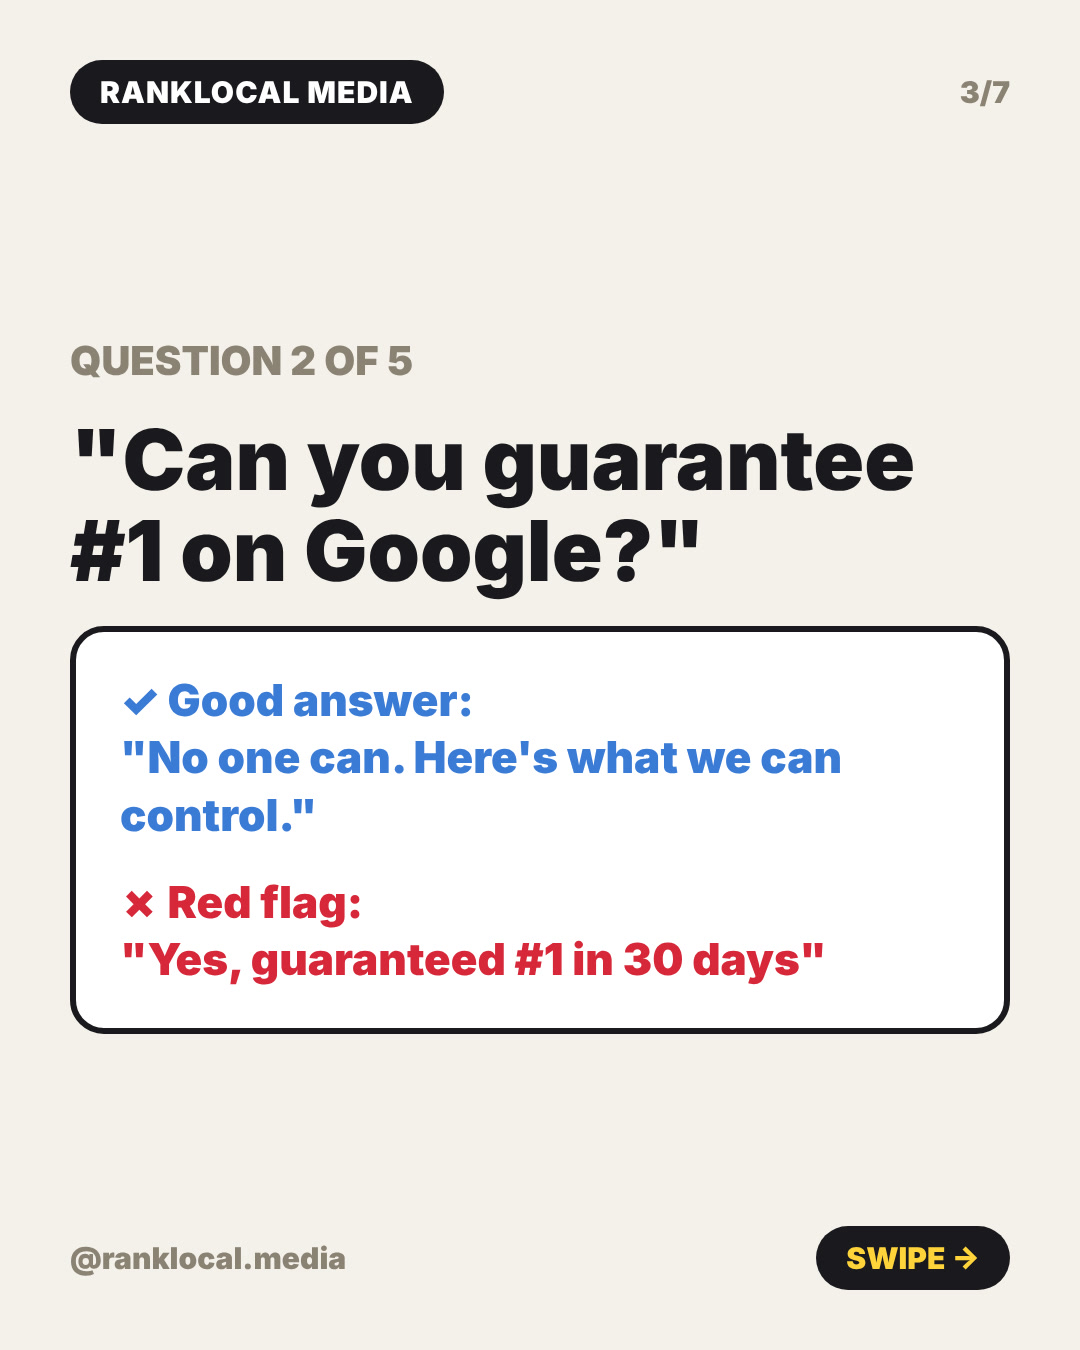 RANKLOCAL MEDIA
3/7
QUESTION 2 OF 5
"Can you guarantee
#1 on Google?"
✓ Good answer:
"No one can. Here's what we can
control."
✗ Red flag:
"Yes, guaranteed #1 in 30 days"
@ranklocal.media
SWIPE →